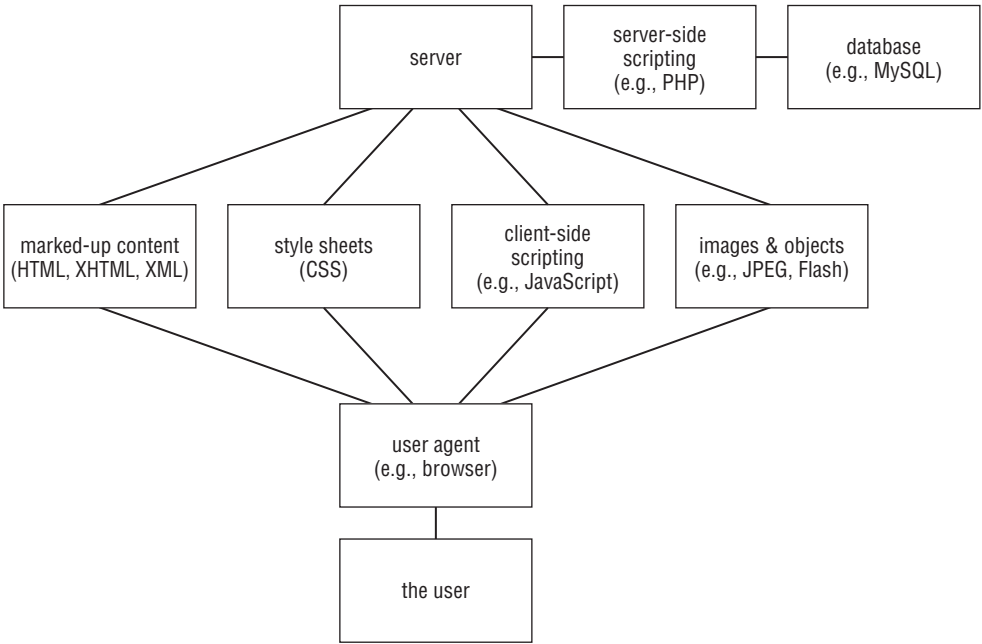 server
server-side
scripting
(e.g., PHP)
database
(e.g., MySQL)
marked-up content
(HTML, XHTML, XML)
style sheets
(CSS)
client-side
scripting
(e.g., JavaScript)
images & objects
(e.g., JPEG, Flash)
user agent
(e.g., browser)
the user